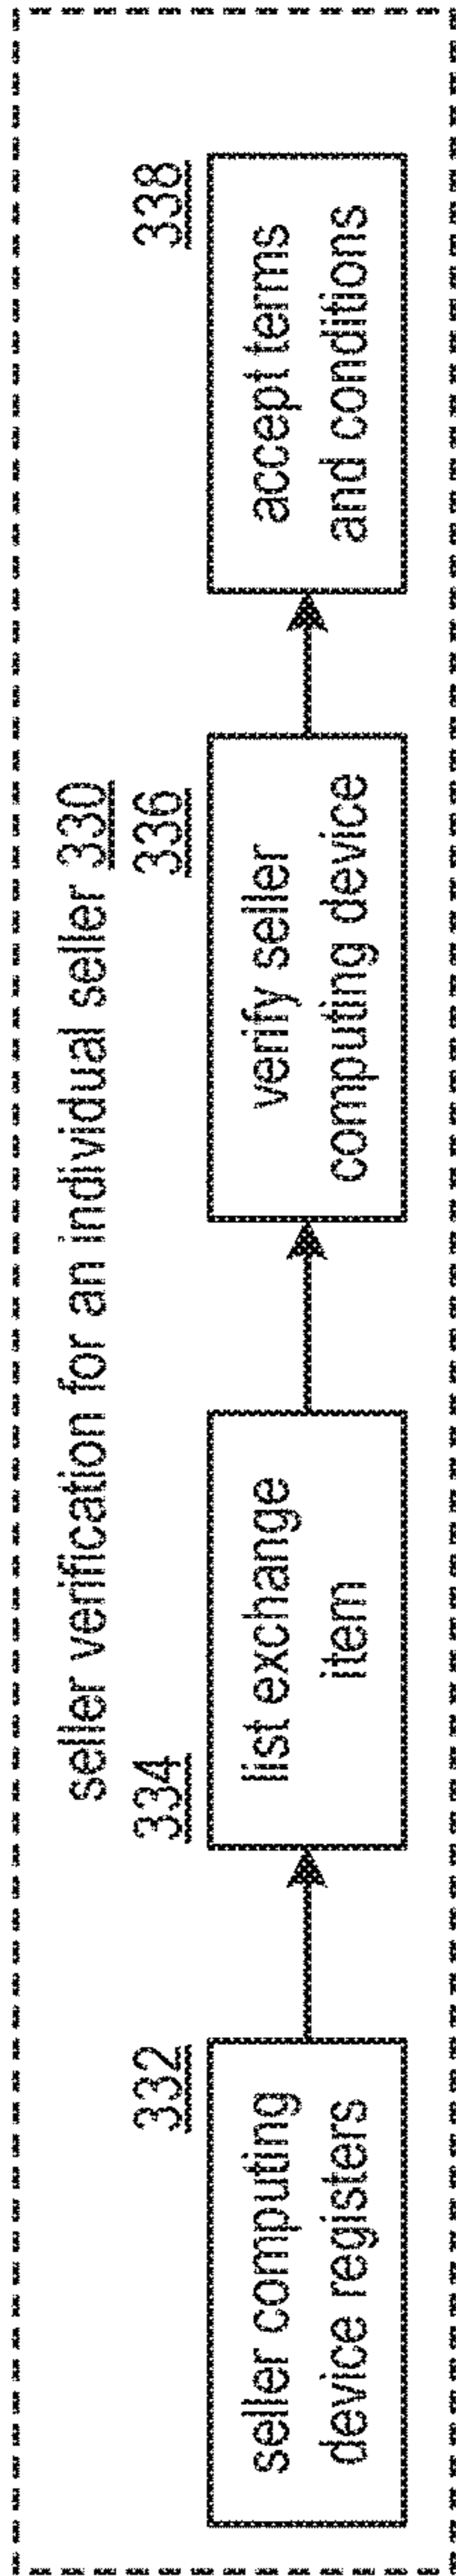 seller verification for an individual seller 330
332
seller computing
device registers
334
list exchange
item
336
verify seller
computing device
338
accept terms
and conditions